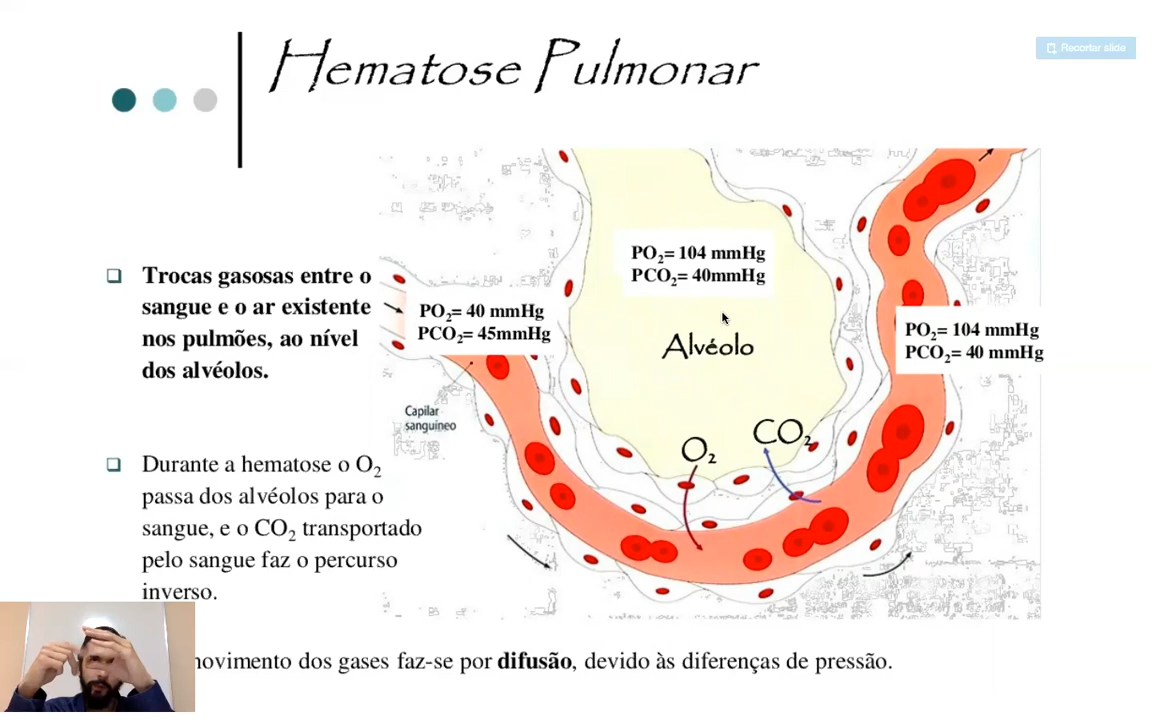 Hematose Pulmonar
Recortar slide
Trocas gasosas entre o
sangue e o ar existente
nos pulmões, ao nível
dos alvéolos.
Durante a hematose o O₂
passa dos alvéolos para o
sangue, e o CO₂ transportado
pelo sangue faz o percurso
inverso.
PO₂= 40 mmHg
PCO₂= 45mmHg
Capilar
sanguíneo
PO₂= 104 mmHg
PCO₂= 40mmHg
Alvéolo
O₂
CO₂
PO₂= 104 mmHg
PCO₂= 40 mmHg
dos gases faz-se por difusão, devido às diferenças de pressão.